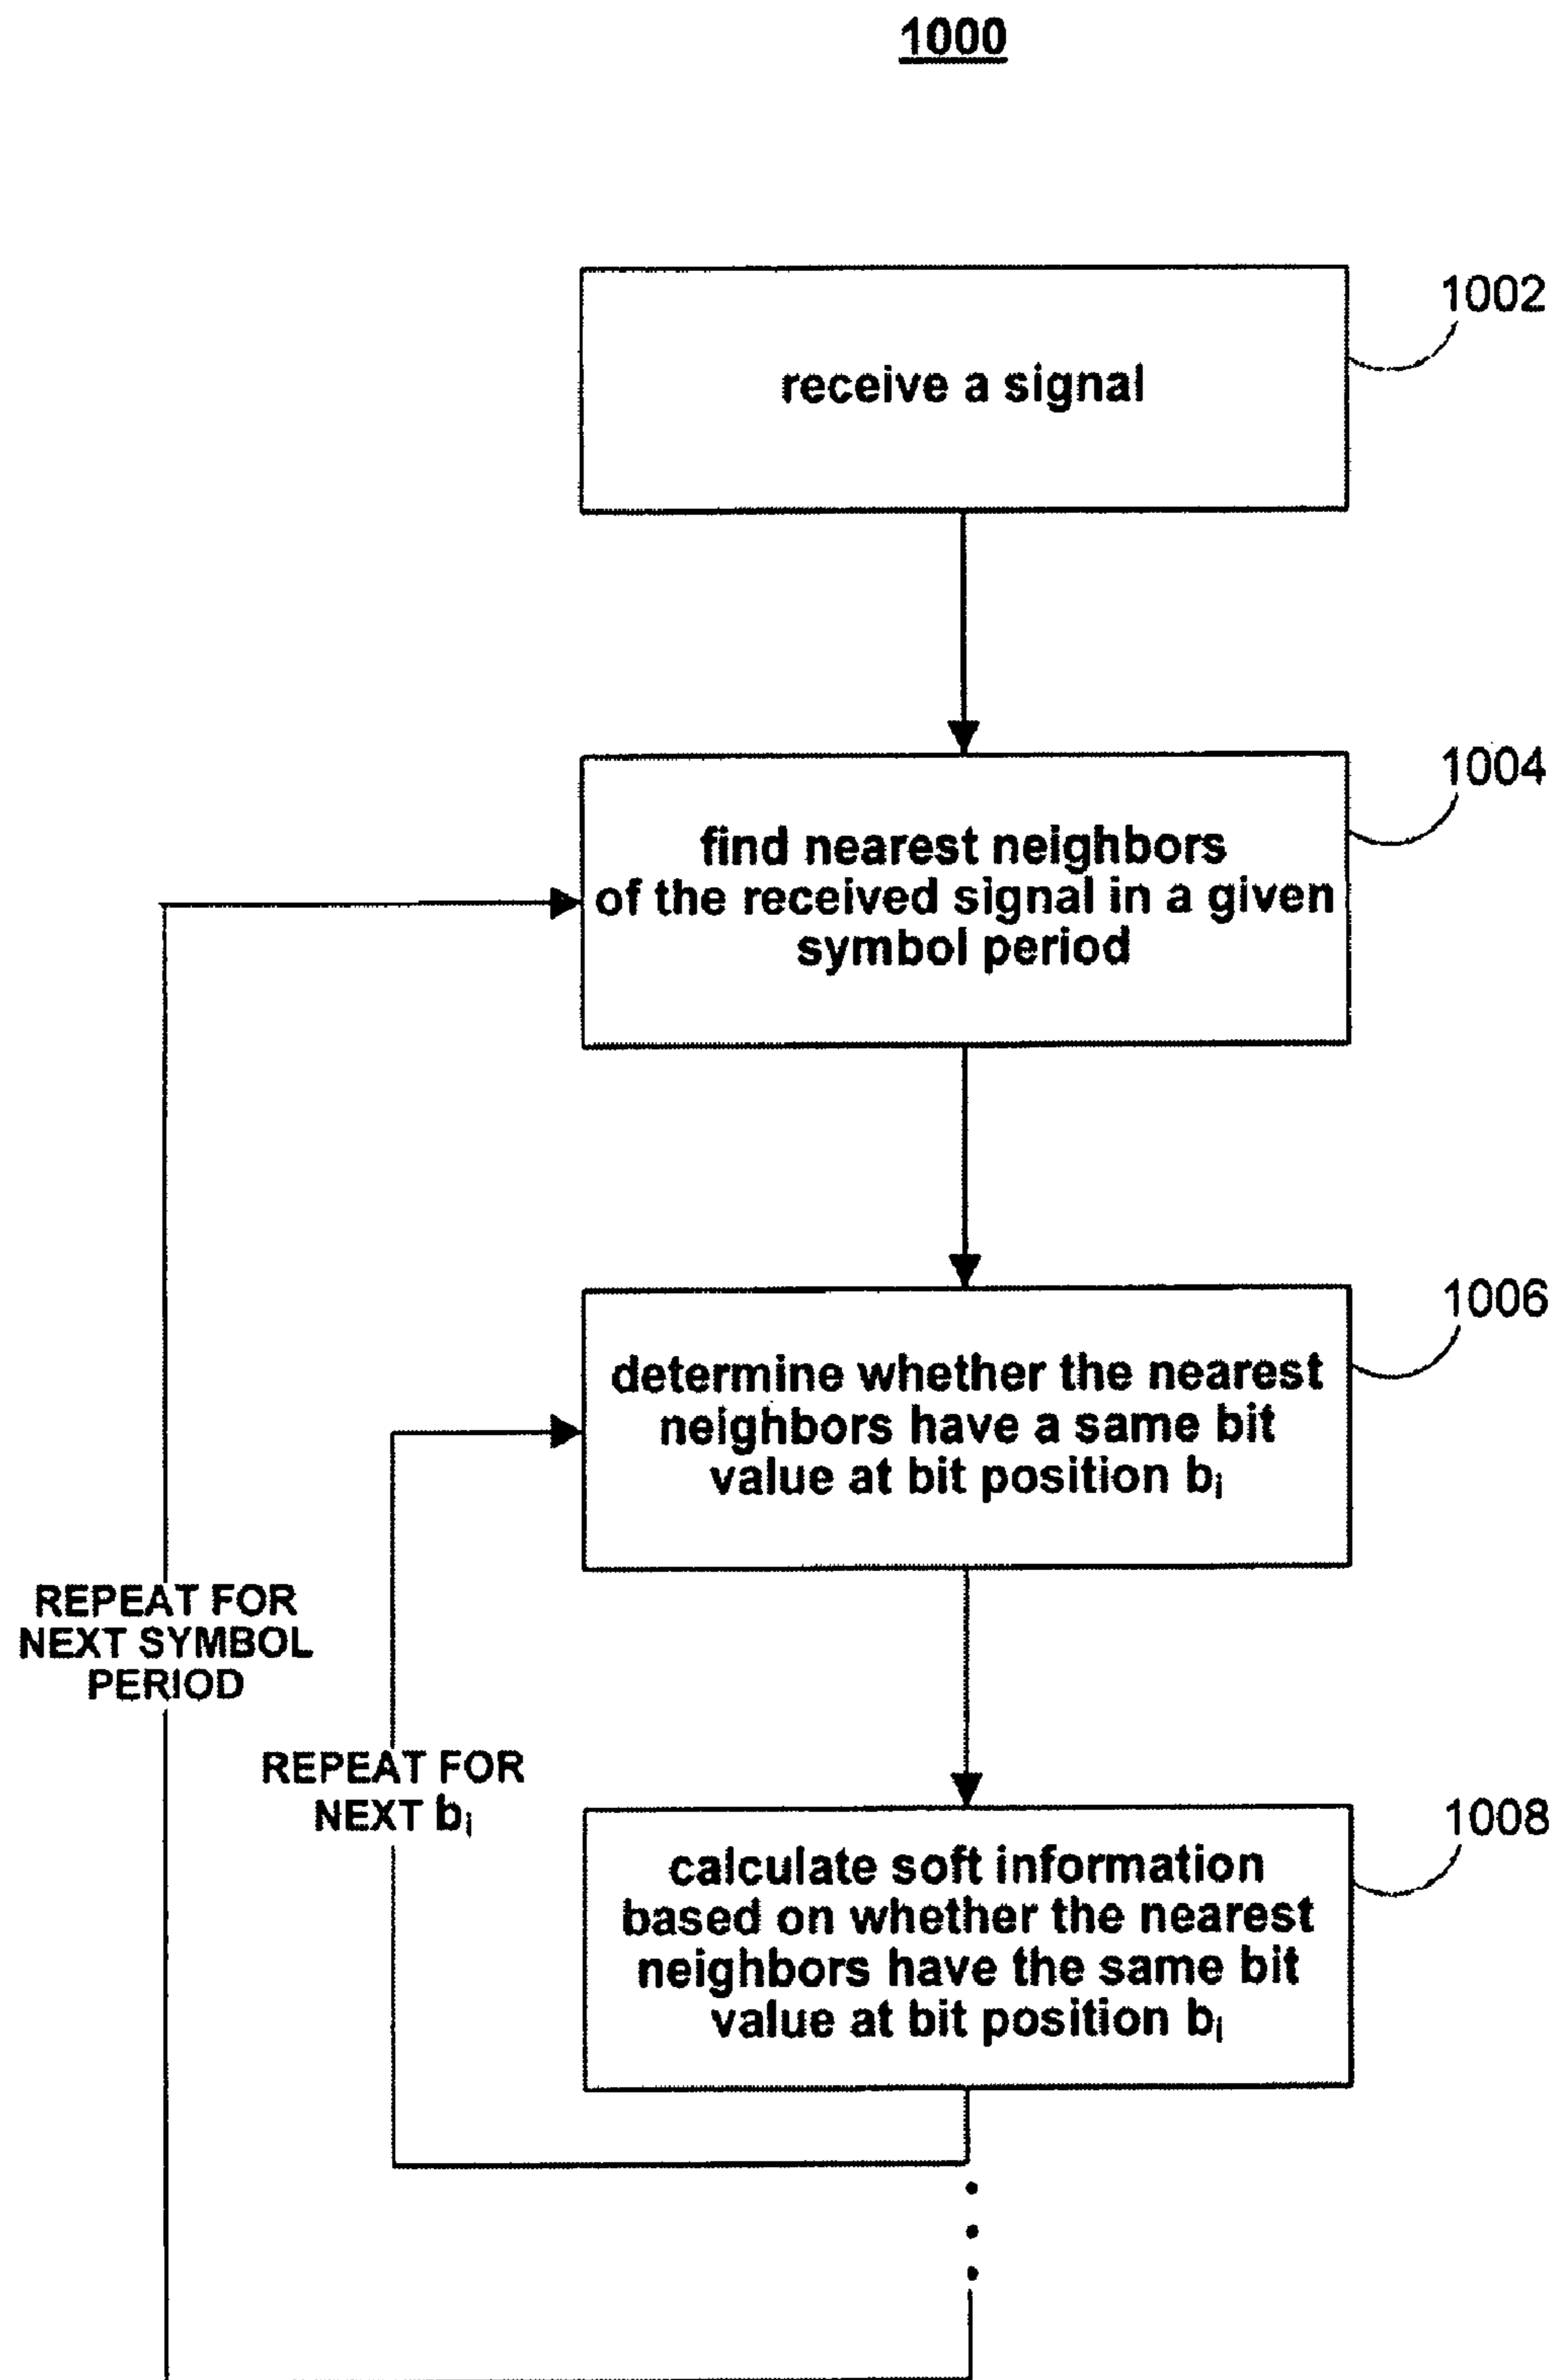 1000
receive a signal
1002
find nearest neighbors
of the received signal in a given
symbol period
1004
determine whether the nearest
neighbors have a same bit
value at bit position bi
1006
REPEAT FOR
NEXT SYMBOL
PERIOD
REPEAT FOR
NEXT bi
calculate soft information
based on whether the nearest
neighbors have the same bit
value at bit position bi
1008